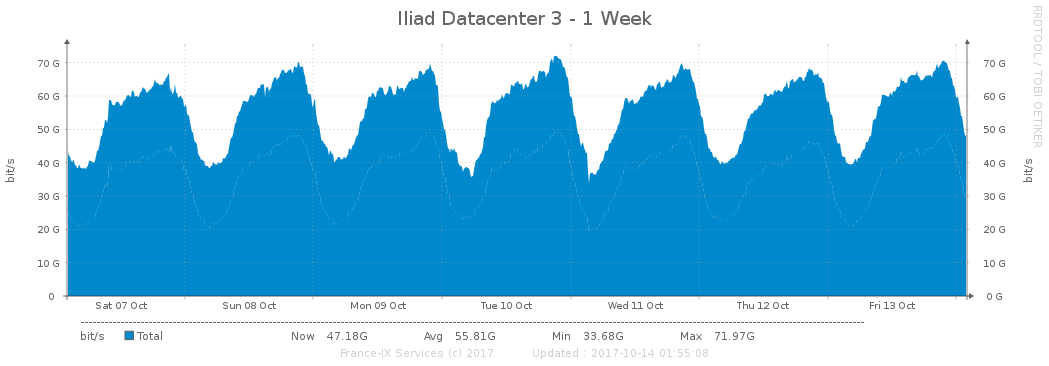 Iliad Datacenter 3 - 1 Week
RRDTOOL / TOBI OETIKER
bit/s
70 G 70 G
60 G 60 G
50 G 50 G
40 G 40 G
30 G 30 G
20 G 20 G
10 G 10 G
0 0 G
bit/s
Sat 07 Oct Sun 08 Oct Mon 09 Oct Tue 10 Oct Wed 11 Oct Thu 12 Oct Fri 13 Oct
bit/s Total Now 47.18G Avg 55.81G Min 33.68G Max 71.97G
France-IX Services (c) 2017 Updated : 2017-10-14 01:55:08